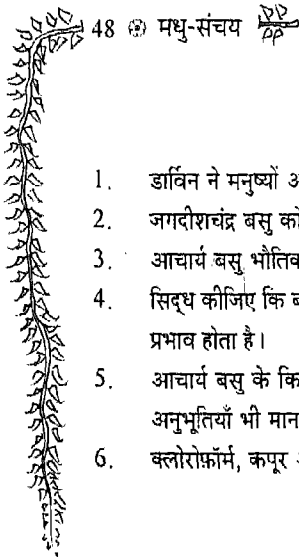 48 मधु-संचय
1. डार्विन ने मनुष्यों
2. जगदीशचंद्र बसु को
3. आचार्य बसु
4. सिद्ध कीजिए कि
प्रभाव होता है।
5. आचार्य बसु के
अनुभूतियाँ भी
6. क्लोरोफ़ॉर्म, कपूर